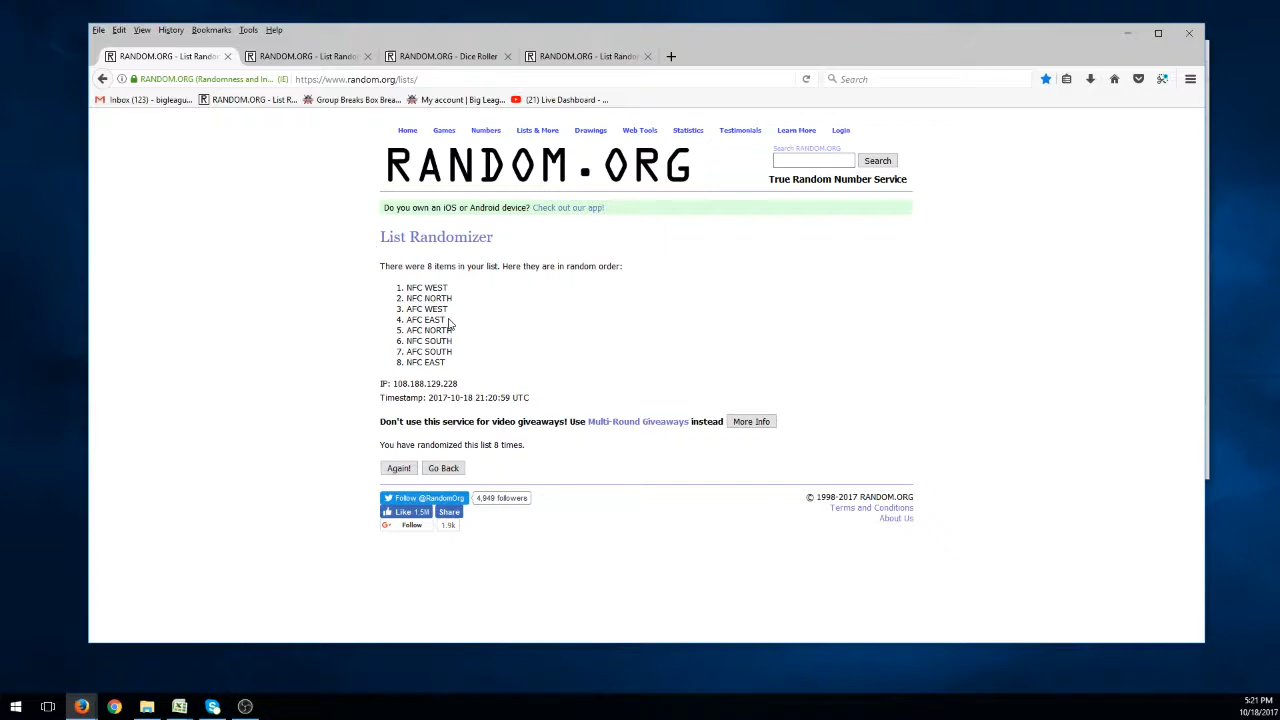 File Edit View History Bookmarks Tools Help
RANDOM.ORG - List Randor RANDOM.ORG - List Rando RANDOM.ORG - Dice Roller RANDOM.ORG - List Rando
RANDOM.ORG (Randomness and In... (IE) https://www.random.org/lists/ Search
Inbox (123) - bigleagu... RANDOM.ORG - List R... Group Breaks Box Brea... My account | Big Leag... (21) Live Dashboard - ...
Home Games Numbers Lists & More Drawings Web Tools Statistics Testimonials Learn More Login
RANDOM.ORG
Search RANDOM.ORG
Search
True Random Number Service
Do you own an iOS or Android device? Check out our app!
List Randomizer
There were 8 items in your list. Here they are in random order:
1. NFC WEST
2. NFC NORTH
3. AFC WEST
4. AFC EAST
5. AFC NORTH
6. NFC SOUTH
7. AFC SOUTH
8. NFC EAST
IP: 108.188.129.228
Timestamp: 2017-10-18 21:20:59 UTC
Don't use this service for video giveaways! Use Multi-Round Giveaways instead More Info
You have randomized this list 8 times.
Again! Go Back
Follow @RandomOrg 4,949 followers
Like 1.5M Share
G+ Follow 1.9k
© 1998-2017 RANDOM.ORG
Terms and Conditions
About Us
5:21 PM
10/18/2017